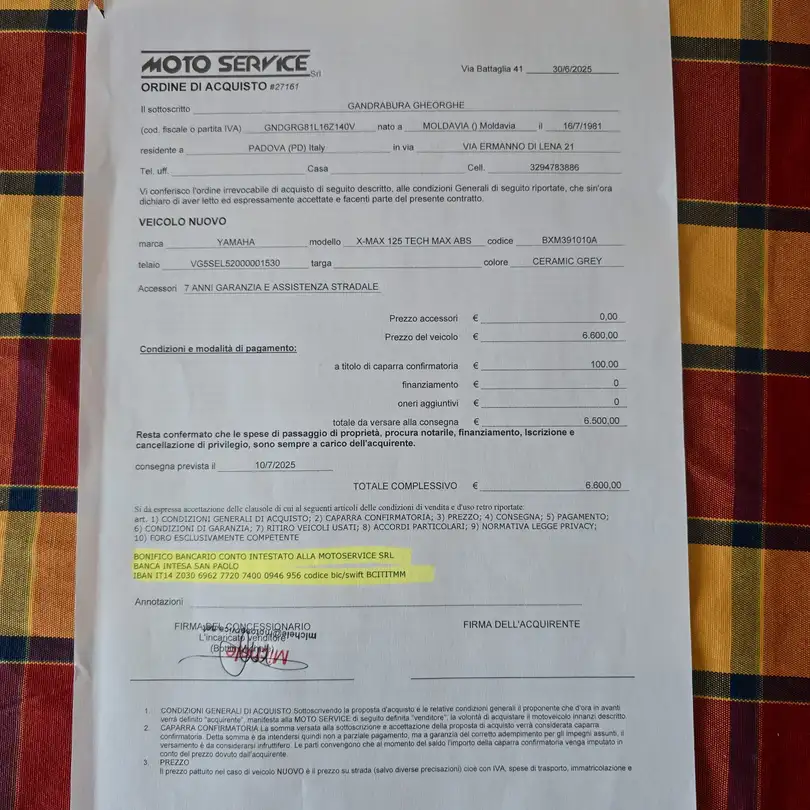 MOTO SERVICE Srl
Via Battaglia 41 30/6/2025
ORDINE DI ACQUISTO #27161
Il sottoscritto GANDRABURA GHEORGHE
(cod. fiscale o partita IVA) GNDGRG81L16Z140V nato a MOLDAVIA () Moldavia il 16/7/1981
residente a PADOVA (PD) Italy in via VIA ERMANNO DI LENA 21
Tel. uff. Casa Cell. 3294783886
Vi conferisco l'ordine irrevocabile di acquisto di seguito descritto, alle condizioni Generali di seguito riportate, che sin'ora
dichiaro di aver letto ed espressamente accettate e facenti parte del presente contratto.
VEICOLO NUOVO
marca YAMAHA modello X-MAX 125 TECH MAX ABS codice BXM391010A
telaio VG5SEL52000001530 targa colore CERAMIC GREY
Accessori 7 ANNI GARANZIA E ASSISTENZA STRADALE
Prezzo accessori € 0,00
Prezzo del veicolo € 6.600,00
Condizioni e modalità di pagamento:
a titolo di caparra confirmatoria € 100,00
finanziamento € 0
oneri aggiuntivi € 0
totale da versare alla consegna € 6.500,00
Resta confermato che le spese di passaggio di proprietà, procura notarile, finanziamento, Iscrizione e
cancellazione di privilegio, sono sempre a carico dell'acquirente.
consegna prevista il 10/7/2025
TOTALE COMPLESSIVO € 6.600,00
Si da espressa accettazione delle clausole di cui al seguenti articoli delle condizioni di vendita e d'uso retro riportate:
art. 1) CONDIZIONI GENERALI DI ACQUISTO; 2) CAPARRA CONFIRMATORIA; 3) PREZZO; 4) CONSEGNA; 5) PAGAMENTO;
6) CONDIZIONI DI GARANZIA; 7) RITIRO VEICOLI USATI; 8) ACCORDI PARTICOLARI; 9) NORMATIVA LEGGE PRIVACY;
10) FORO ESCLUSIVAMENTE COMPETENTE
BONIFICO BANCARIO CONTO INTESTATO ALLA MOTOSERVICE SRL
BANCA INTESA SAN PAOLO
IBAN IT14 Z030 6962 7720 7400 0946 956 codice bic/swift BCITITMM
Annotazioni
FIRMA DEL CONCESSIONARIO FIRMA DELL'ACQUIRENTE
L'incaricato venditore
1. CONDIZIONI GENERALI DI ACQUISTO Sottoscrivendo la proposta d'acquisto e le relative condizioni generali il proponente che d'ora in avanti
verrà definito "acquirente", manifesta alla MOTO SERVICE di seguito definita "venditore", la volontà di acquistare il motoveicolo innanzi descritto
2. CAPARRA CONFIRMATORIA La somma versata alla sottoscrizione e accettazione della proposta di acquisto verrà considerata caparra
confirmatoria. Detta somma è da intendersi quindi non a parziale pagamento, ma a garanzia del corretto adempimento per gli impegni assunti, il
versamento è da considerarsi infruttifero. Le parti convengono che al momento del saldo l'importo della caparra confirmatoria venga imputato in
conto del prezzo dovuto dall'acquirente.
3. PREZZO
Il prezzo pattuito nel caso di veicolo NUOVO è il prezzo su strada (salvo diverse precisazioni) cioè con IVA, spese di trasporto, immatricolazione e